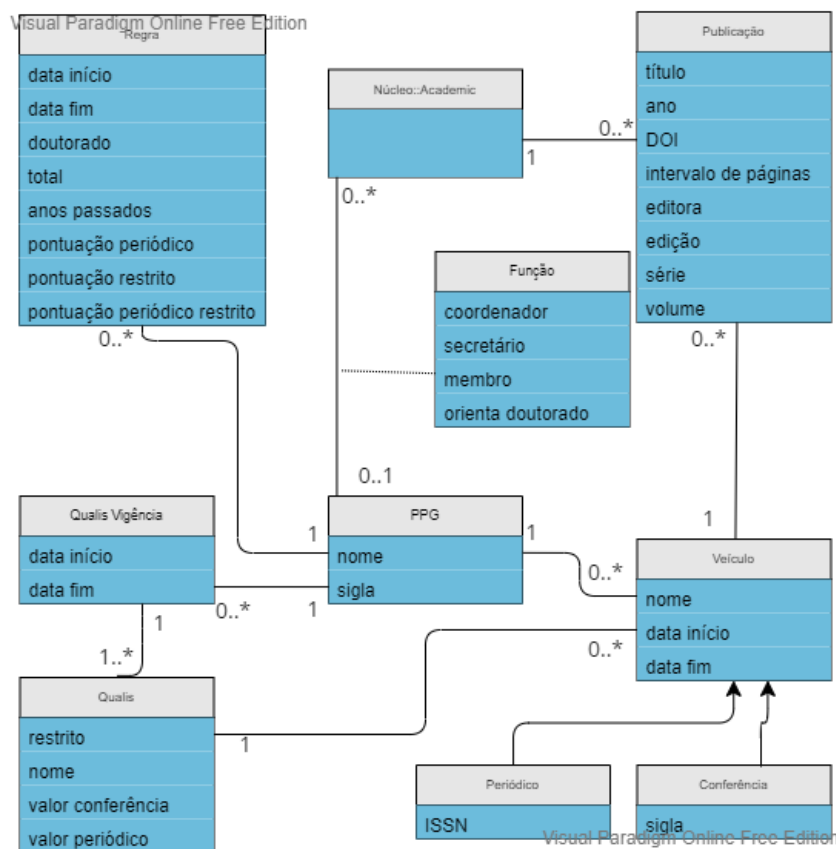 Visual Paradigm Online Free Edition
Regra
data início
data fim
doutorado
total
anos passados
pontuação periódico
pontuação restrito
pontuação periódico restrito
0..*
Núcleo::Academic
0..*
1
0..*
Publicação
título
ano
DOI
intervalo de páginas
editora
edição
série
volume
0..*
Função
coordenador
secretário
membro
orienta doutorado
0..1
1
Qualis Vigência
data início
data fim
0..*
1
1
1..*
PPG
nome
sigla
1
0..*
1
Veículo
nome
data início
data fim
0..*
Qualis
restrito
nome
valor conferência
valor periódico
1
Periódico
ISSN
Conferência
sigla
Visual Paradigm Online Free Edition